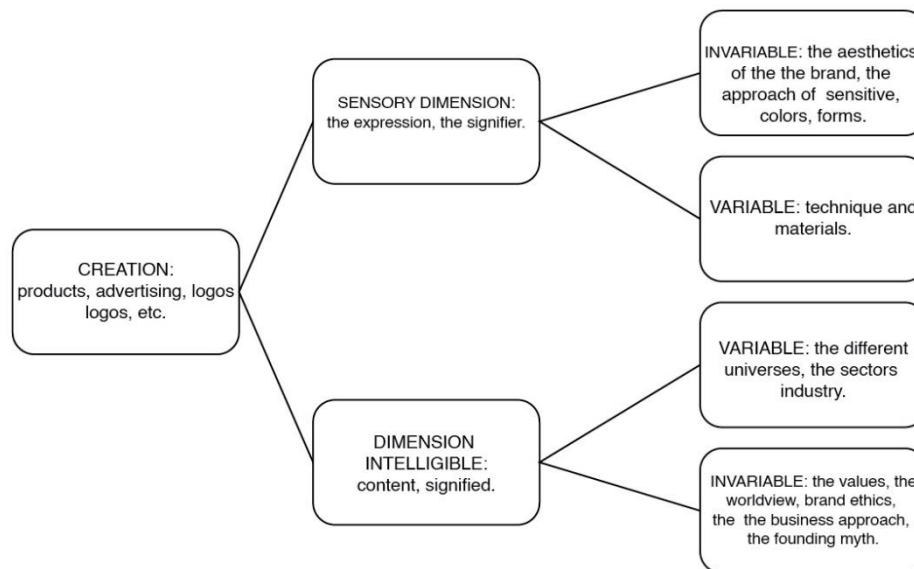 CREATION:
products, advertising, logos
logos, etc.
SENSORY DIMENSION:
the expression, the signifier.
DIMENSION
INTELLIGIBLE:
content, signified.
INVARIABLE: the aesthetics
of the the brand, the
approach of sensitive,
colors, forms.
VARIABLE: technique and
materials.
VARIABLE: the different
universes, the sectors
industry.
INVARIABLE: the values, the
worldview, brand ethics,
the the business approach,
the founding myth.